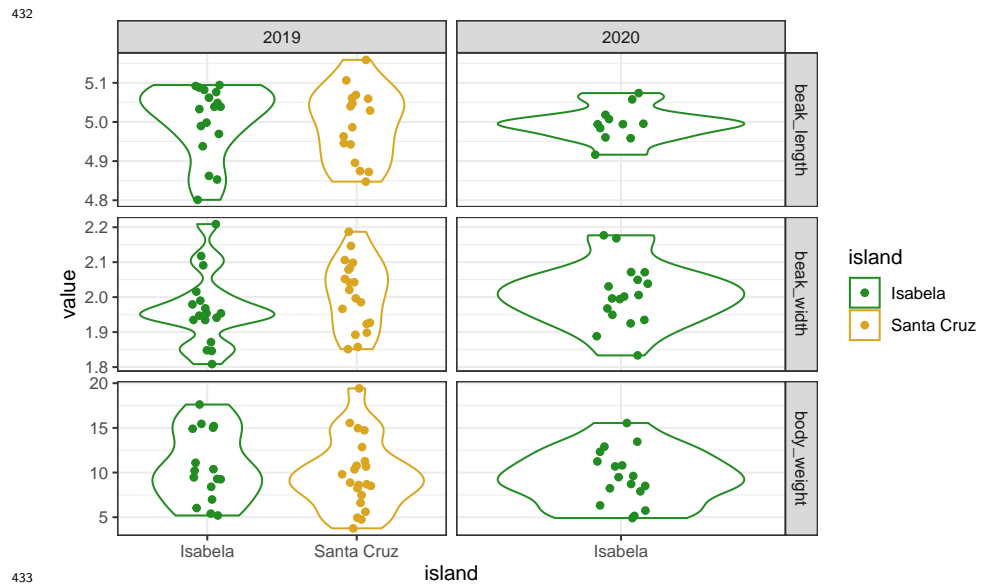 432
2019 2020
5.1
5.0
4.9
4.8
beak_length
2.2
2.1
2.0
1.9
1.8
beak_width
20
15
10
5
body_weight
value
Isabela Santa Cruz Isabela
island
island
Isabela
Santa Cruz
433